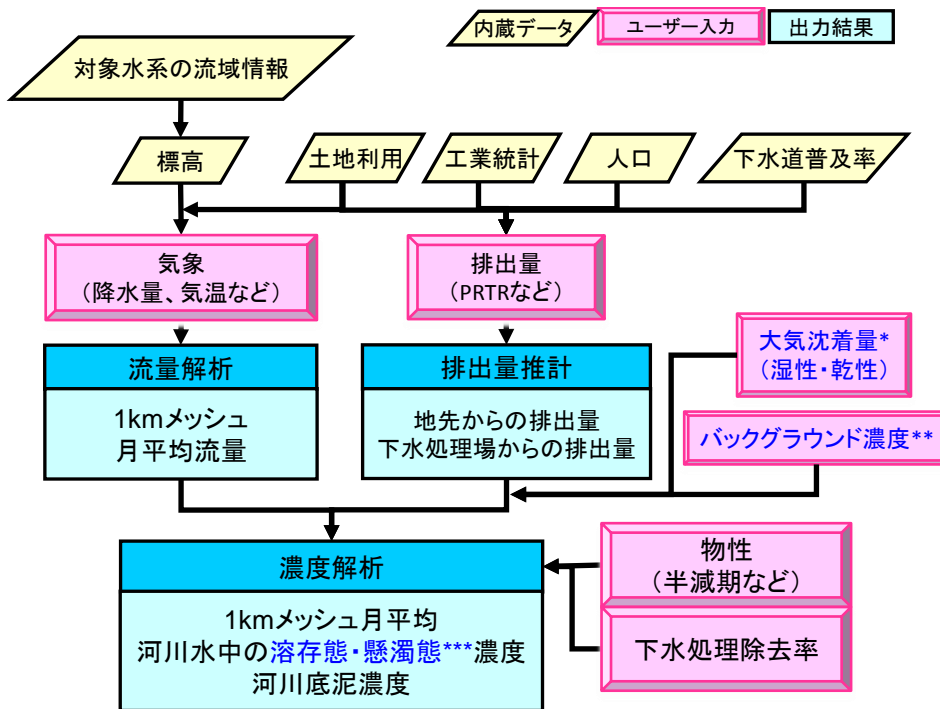 内蔵データ
ユーザー入力
出力結果
対象水系の流域情報
標高
土地利用
工業統計
人口
下水道普及率
気象
（降水量、気温など）
排出量
（PRTRなど）
大気沈着量*
（湿性・乾性）
流量解析
1kmメッシュ
月平均流量
排出量推計
地先からの排出量
下水処理場からの排出量
バックグラウンド濃度**
濃度解析
1kmメッシュ月平均
河川水中の溶存態・懸濁態***濃度
河川底泥濃度
物性
（半減期など）
下水処理除去率